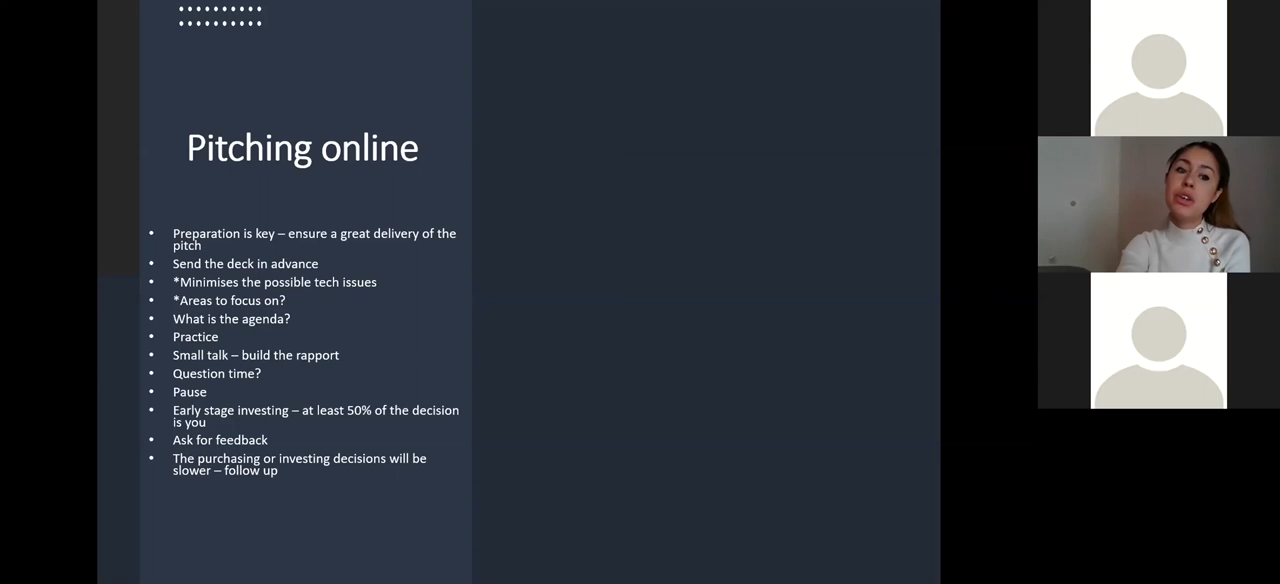 Pitching online
• Preparation is key – ensure a great delivery of the
pitch
• Send the deck in advance
• *Minimises the possible tech issues
• *Areas to focus on?
• What is the agenda?
• Practice
• Small talk – build the rapport
• Question time?
• Pause
• Early stage investing – at least 50% of the decision
is you
• Ask for feedback
• The purchasing or investing decisions will be
slower – follow up